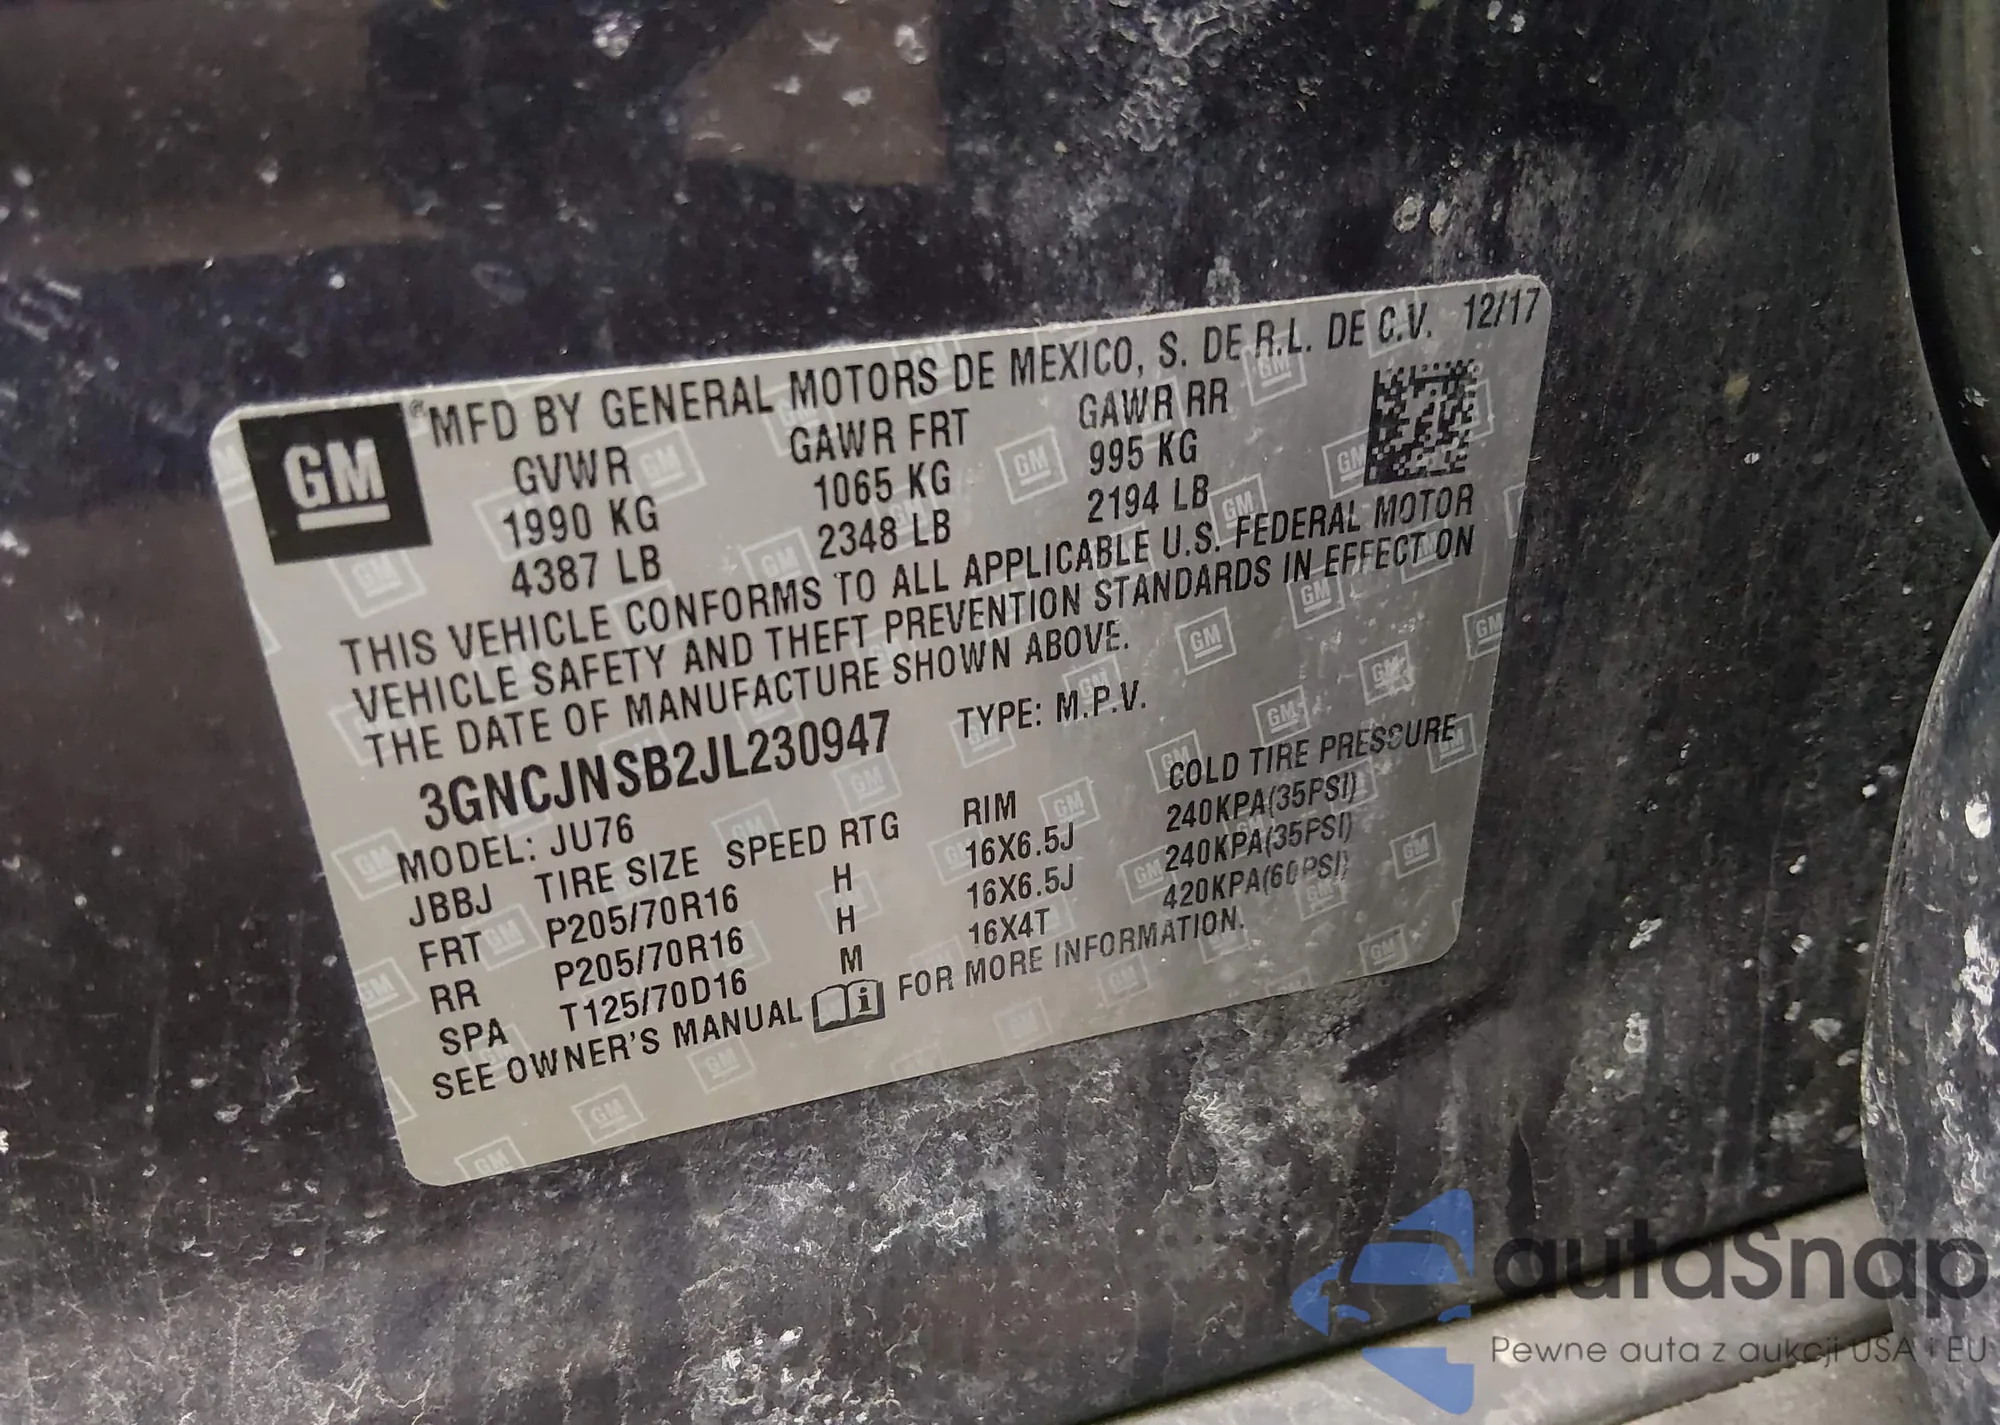 GM
® MFD BY GENERAL MOTORS DE MEXICO, S. DE R.L. DE C.V. 12/17
GVWR GAWR FRT GAWR RR
1990 KG 1065 KG 995 KG
4387 LB 2348 LB 2194 LB
THIS VEHICLE CONFORMS TO ALL APPLICABLE U.S. FEDERAL MOTOR
VEHICLE SAFETY AND THEFT PREVENTION STANDARDS IN EFFECT ON
THE DATE OF MANUFACTURE SHOWN ABOVE.
3GNCJNSB2JL230947 TYPE: M.P.V.
MODEL: JU76
JBBJ TIRE SIZE SPEED RTG RIM COLD TIRE PRESSURE
FRT P205/70R16 H 16X6.5J 240KPA(35PSI)
RR P205/70R16 H 16X6.5J 240KPA(35PSI)
SPA T125/70D16 M 16X4T 420KPA(60PSI)
SEE OWNER'S MANUAL FOR MORE INFORMATION.
autaSnap
Pewne auta z aukcji USA i EU